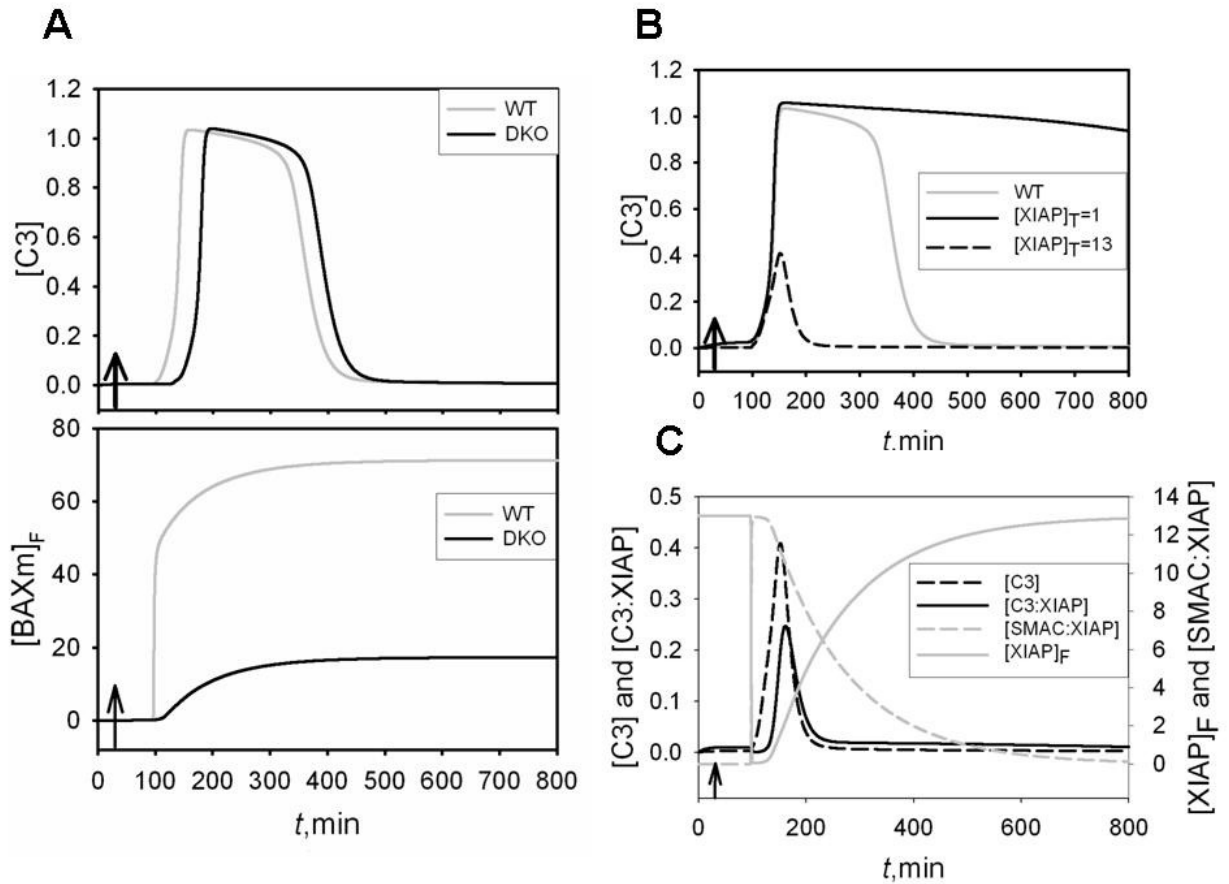 A
[C3]
1.2
1.0
0.8
0.6
0.4
0.2
0.0
WT
DKO
[BAXm]F
80
60
40
20
0
WT
DKO
0 100 200 300 400 500 600 700 800
t,min
B
[C3]
1.2
1.0
0.8
0.6
0.4
0.2
0.0
WT
[XIAP]T=1
[XIAP]T=13
0 100 200 300 400 500 600 700 800
t.min
C
[C3] and [C3:XIAP]
0.5
0.4
0.3
0.2
0.1
0.0
[C3]
[C3:XIAP]
[SMAC:XIAP]
[XIAP]F
14
12
10
8
6
4
2
0
[XIAP]F and [SMAC:XIAP]
0 200 400 600 800
t,min